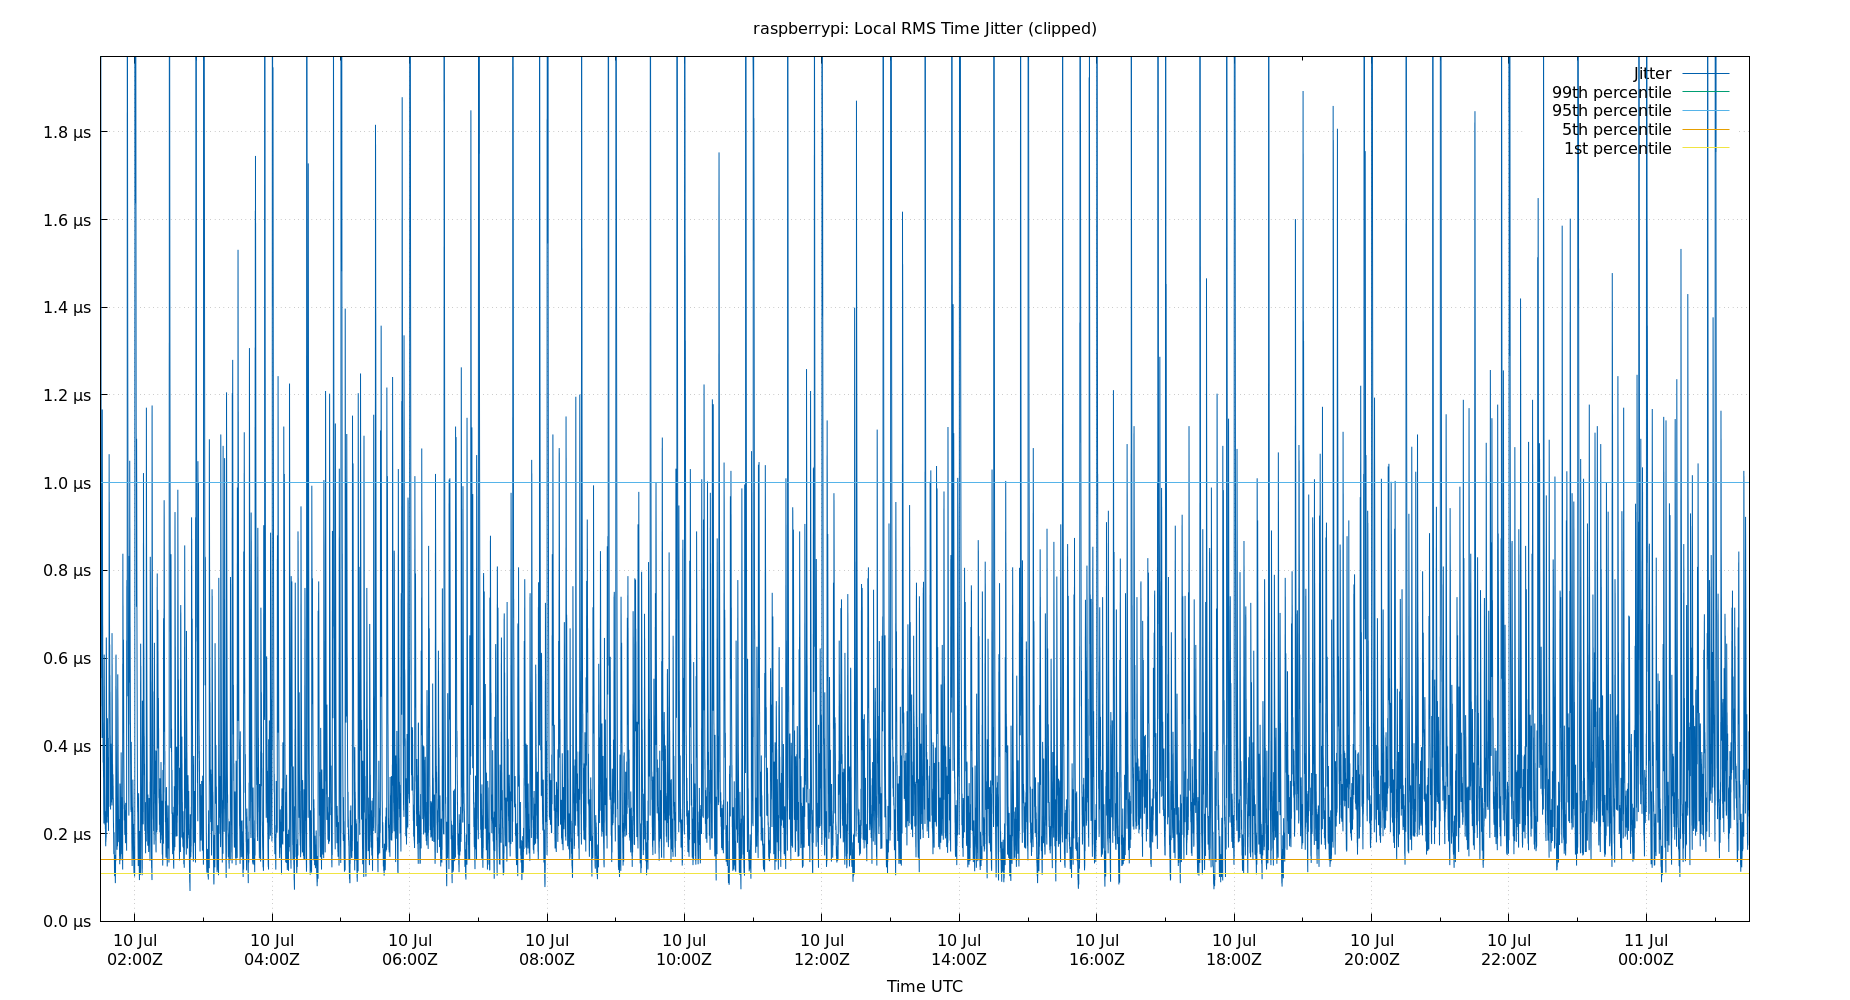 raspberrypi: Local RMS Time Jitter (clipped)
Jitter
99th percentile
95th percentile
5th percentile
1st percentile
1.8 μs
1.6 μs
1.4 μs
1.2 μs
1.0 μs
0.8 μs
0.6 μs
0.4 μs
0.2 μs
0.0 μs
10 Jul 10 Jul 10 Jul 10 Jul 10 Jul 10 Jul 10 Jul 10 Jul 10 Jul 10 Jul 10 Jul 11 Jul
02:00Z 04:00Z 06:00Z 08:00Z 10:00Z 12:00Z 14:00Z 16:00Z 18:00Z 20:00Z 22:00Z 00:00Z
Time UTC